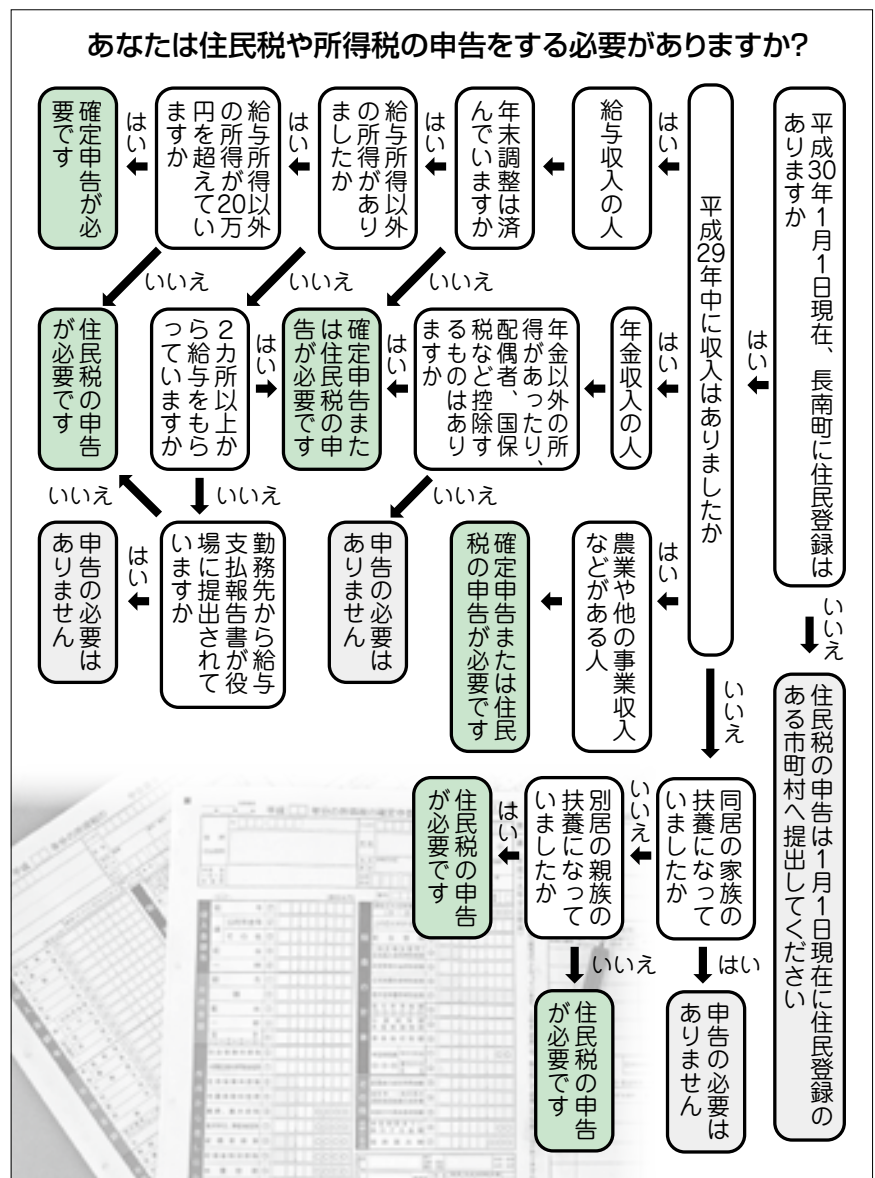 あなたは住民税や所得税の申告をする必要がありますか?
平成30年1月1日現在、長南町に住民登録は
ありますか
はい
いいえ
住民税の申告は1月1日現在に住民登録の
ある市町村へ提出してください
平成29年中に収入はありましたか
はい
はい
はい
いいえ
給与収入の人
年末調整は済
んでいますか
はい
いいえ
給与所得以外
の所得があり
ましたか
はい
いいえ
給与所得以外
の所得が20万
円を超えてい
ますか
はい
いいえ
確定申告が必
要です
年金収入の人
年金以外の所
得があったり、
配偶者、国保
税など控除す
るものはあり
ますか
はい
いいえ
確定申告また
は住民税の申
告が必要です
はい
2カ所以上か
ら給与をもら
っていますか
いいえ
住民税の申告
が必要です
農業や他の事業収入
などがある人
確定申告または住民
税の申告が必要です
申告の必要は
ありません
勤務先から給与
支払報告書が役
場に提出されて
いますか
はい
いいえ
申告の必要は
ありません
同居の家族の
扶養になって
いましたか
いいえ
はい
別居の親族の
扶養になって
いましたか
はい
いいえ
住民税の申告
が必要です
申告の必要は
ありません
住民税の申告
が必要です